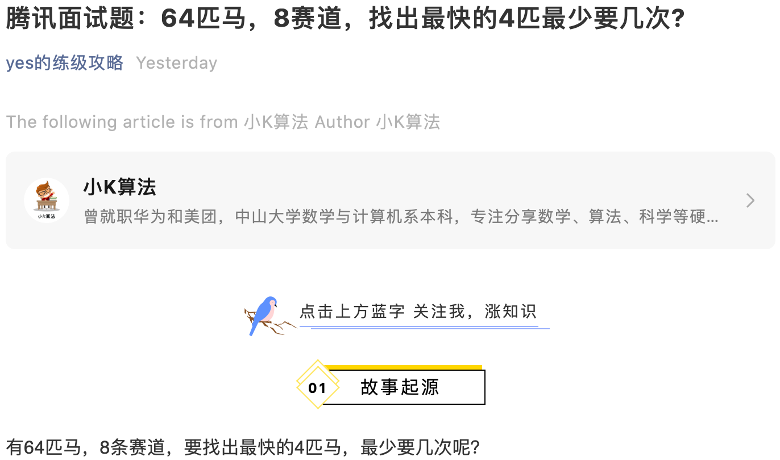 腾讯面试题：64匹马，8赛道，找出最快的4匹最少要几次?
yes的练级攻略 Yesterday
The following article is from 小K算法 Author 小K算法
小K算法
曾就职华为和美团，中山大学数学与计算机系本科，专注分享数学、算法、科学等硬...
小K算法
点击上方蓝字 关注我，涨知识
01 故事起源
有64匹马，8条赛道，要找出最快的4匹马，最少要几次呢?